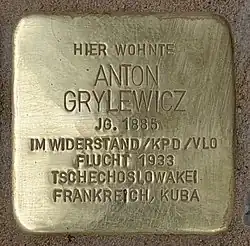 HIER WOHNTE
ANTON
GRYLEWICZ
JG. 1885
IM WIDERSTAND/KPD/VLO
FLUCHT 1933
TSCHECHOSLOWAKEI
FRANKREICH, KUBA